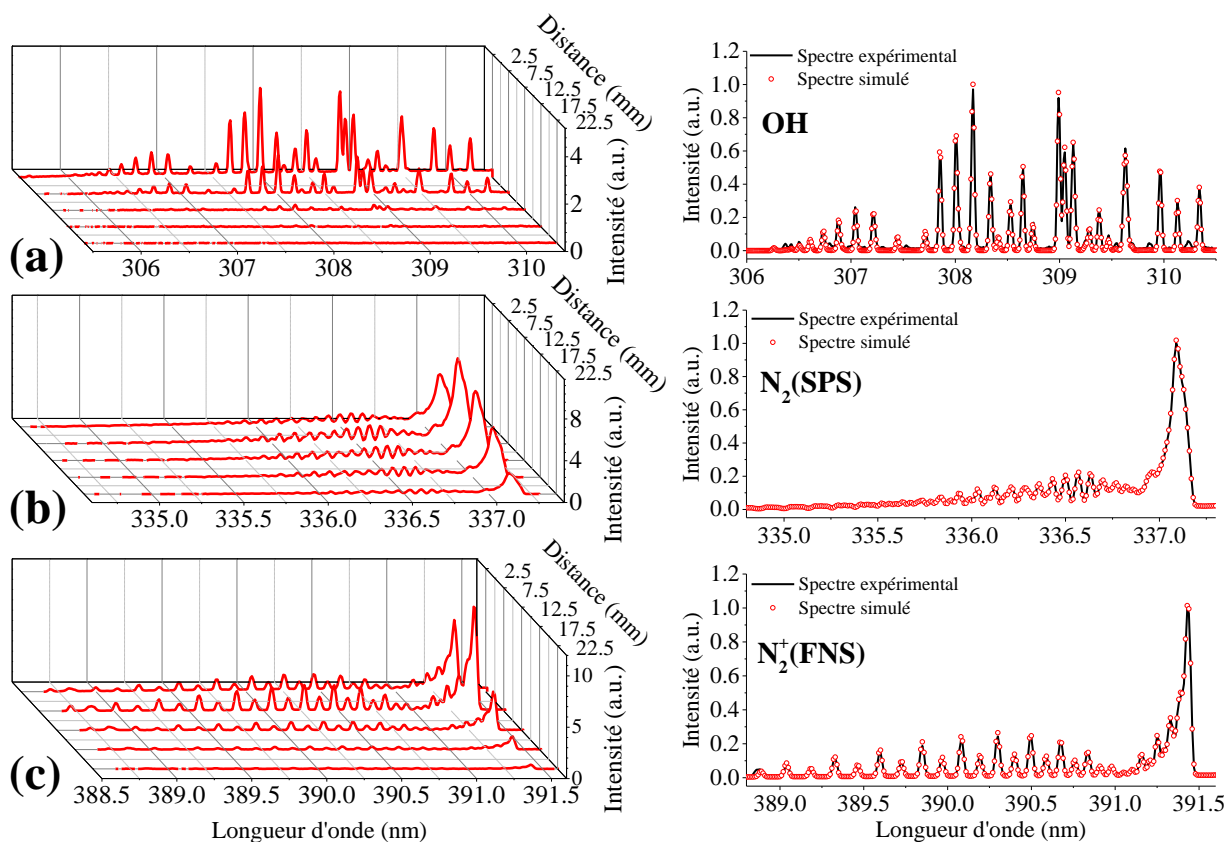 (a)
306 307 308 309 310
0 2 4
Intensité (a.u.)
2.5 7.5 12.5 17.5 22.5
Distance (mm)
1.2 1.0 0.8 0.6 0.4 0.2 0.0
Intensité (a.u.)
Spectre expérimental
Spectre simulé
OH
306 307 308 309 310
(b)
335.0 335.5 336.0 336.5 337.0
0 4 8
Intensité (a.u.)
2.5 7.5 12.5 17.5 22.5
Distance (mm)
1.2 1.0 0.8 0.6 0.4 0.2 0.0
Intensité (a.u.)
Spectre expérimental
Spectre simulé
N₂(SPS)
335.0 335.5 336.0 336.5 337.0
(c)
388.5 389.0 389.5 390.0 390.5 391.0 391.5
Longueur d'onde (nm)
0 5 10
Intensité (a.u.)
2.5 7.5 12.5 17.5 22.5
Distance (mm)
1.2 1.0 0.8 0.6 0.4 0.2 0.0
Intensité (a.u.)
Spectre expérimental
Spectre simulé
N₂⁺(FNS)
389.0 389.5 390.0 390.5 391.0 391.5
Longueur d'onde (nm)